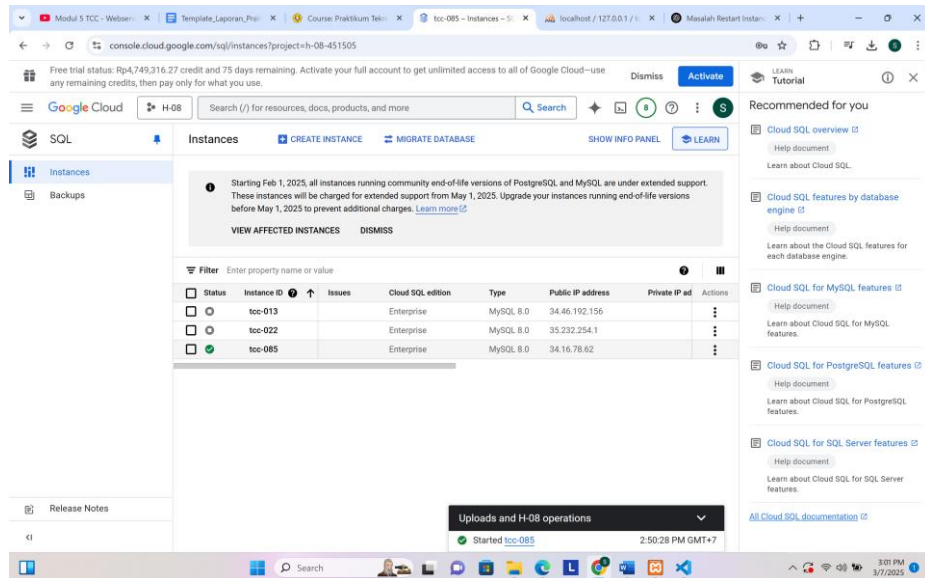 Modul 5 TCC - Webserv
Template_Laporan_Prak
Course: Praktikum Tekn
tcc-085 – Instances – S
localhost / 127.0.0.1 /
Masalah Restart Instanc
console.cloud.google.com/sql/instances?project=h-08-451505
Free trial status: Rp4,749,316.27 credit and 75 days remaining. Activate your full account to get unlimited access to all of Google Cloud—use
any remaining credits, then pay only for what you use.
Dismiss
Activate
LEARN
Tutorial
Google Cloud
H-08
Search (/) for resources, docs, products, and more
Search
8
S
SQL
Instances
CREATE INSTANCE
MIGRATE DATABASE
SHOW INFO PANEL
LEARN
Instances
Backups
Starting Feb 1, 2025, all instances running community end-of-life versions of PostgreSQL and MySQL are under extended support.
These instances will be charged for extended support from May 1, 2025. Upgrade your instances running end-of-life versions
before May 1, 2025 to prevent additional charges. Learn more
VIEW AFFECTED INSTANCES DISMISS
Filter Enter property name or value
Status Instance ID Issues Cloud SQL edition Type Public IP address Private IP ad Actions
tcc-013 Enterprise MySQL 8.0 34.46.192.156
tcc-022 Enterprise MySQL 8.0 35.232.254.1
tcc-085 Enterprise MySQL 8.0 34.16.78.62
Recommended for you
Cloud SQL overview
Help document
Learn about Cloud SQL.
Cloud SQL features by database
engine
Help document
Learn about the Cloud SQL features for
each database engine.
Cloud SQL for MySQL features
Help document
Learn about Cloud SQL for MySQL
features.
Cloud SQL for PostgreSQL features
Help document
Learn about Cloud SQL for PostgreSQL
features.
Cloud SQL for SQL Server features
Help document
Learn about Cloud SQL for SQL Server
features.
All Cloud SQL documentation
Release Notes
Uploads and H-08 operations
Started tcc-085 2:50:28 PM GMT+7
Search
3:01 PM
3/7/2025